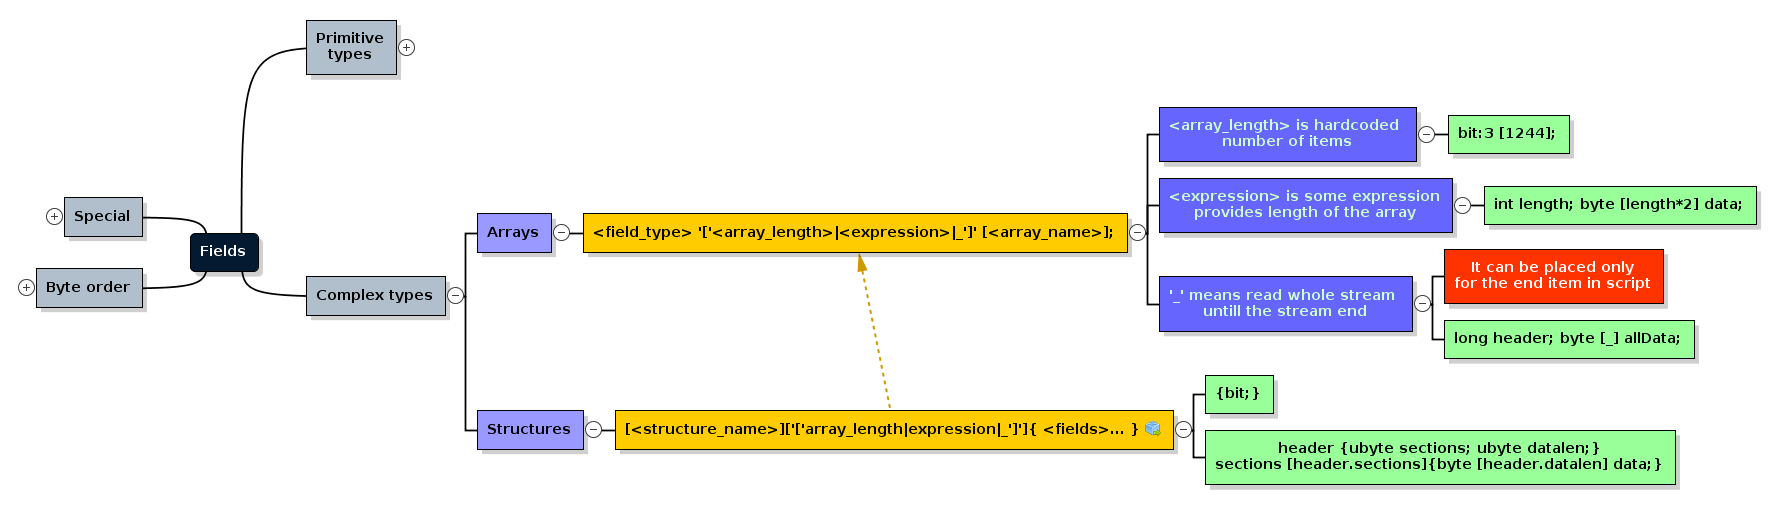 Primitive
types
<array_length> is hardcoded
number of items
bit:3 [1244];
<expression> is some expression
provides length of the array
int length; byte [length*2] data;
Special
Arrays
<field_type> '['<array_length>|<expression>|_']' [<array_name>];
Fields
It can be placed only
for the end item in script
Byte order
Complex types
'_' means read whole stream
untill the stream end
long header; byte [_] allData;
{bit;}
Structures
[<structure_name>]['['array_length|expression|_']']{ <fields>... }
header {ubyte sections; ubyte datalen;}
sections [header.sections]{byte [header.datalen] data;}